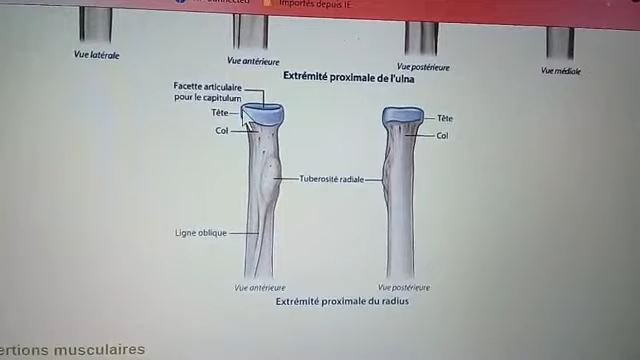 Importés depuis IE
Vue latérale
Vue antérieure
Vue postérieure
Vue médiale
Extrémité proximale de l'ulna
Facette articulaire
pour le capitulum
Tête
Tête
Col
Col
Tuberosité radiale
Ligne oblique
Vue antérieure
Vue postérieure
Extrémité proximale du radius
ertions musculaires